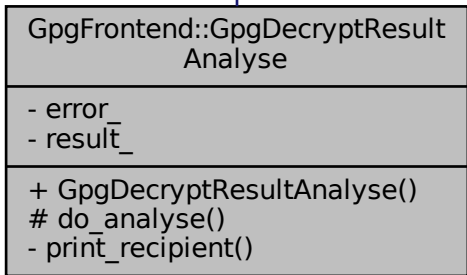 GpgFrontend::GpgDecryptResult
Analyse
- error_
- result_
+ GpgDecryptResultAnalyse()
# do_analyse()
- print_recipient()